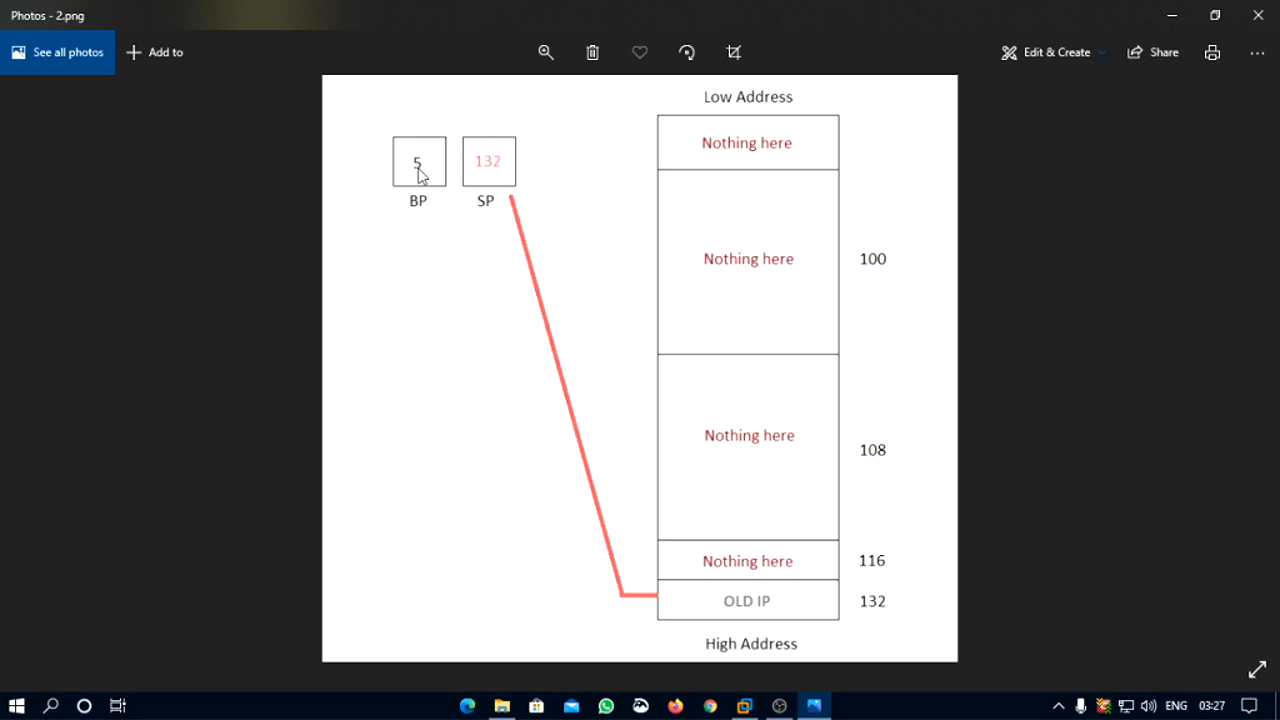 Photos - 2.png
See all photos
Add to
Edit & Create
Share
Low Address
Nothing here
5
132
BP
SP
Nothing here
100
Nothing here
108
Nothing here
116
OLD IP
132
High Address
ENG
03:27